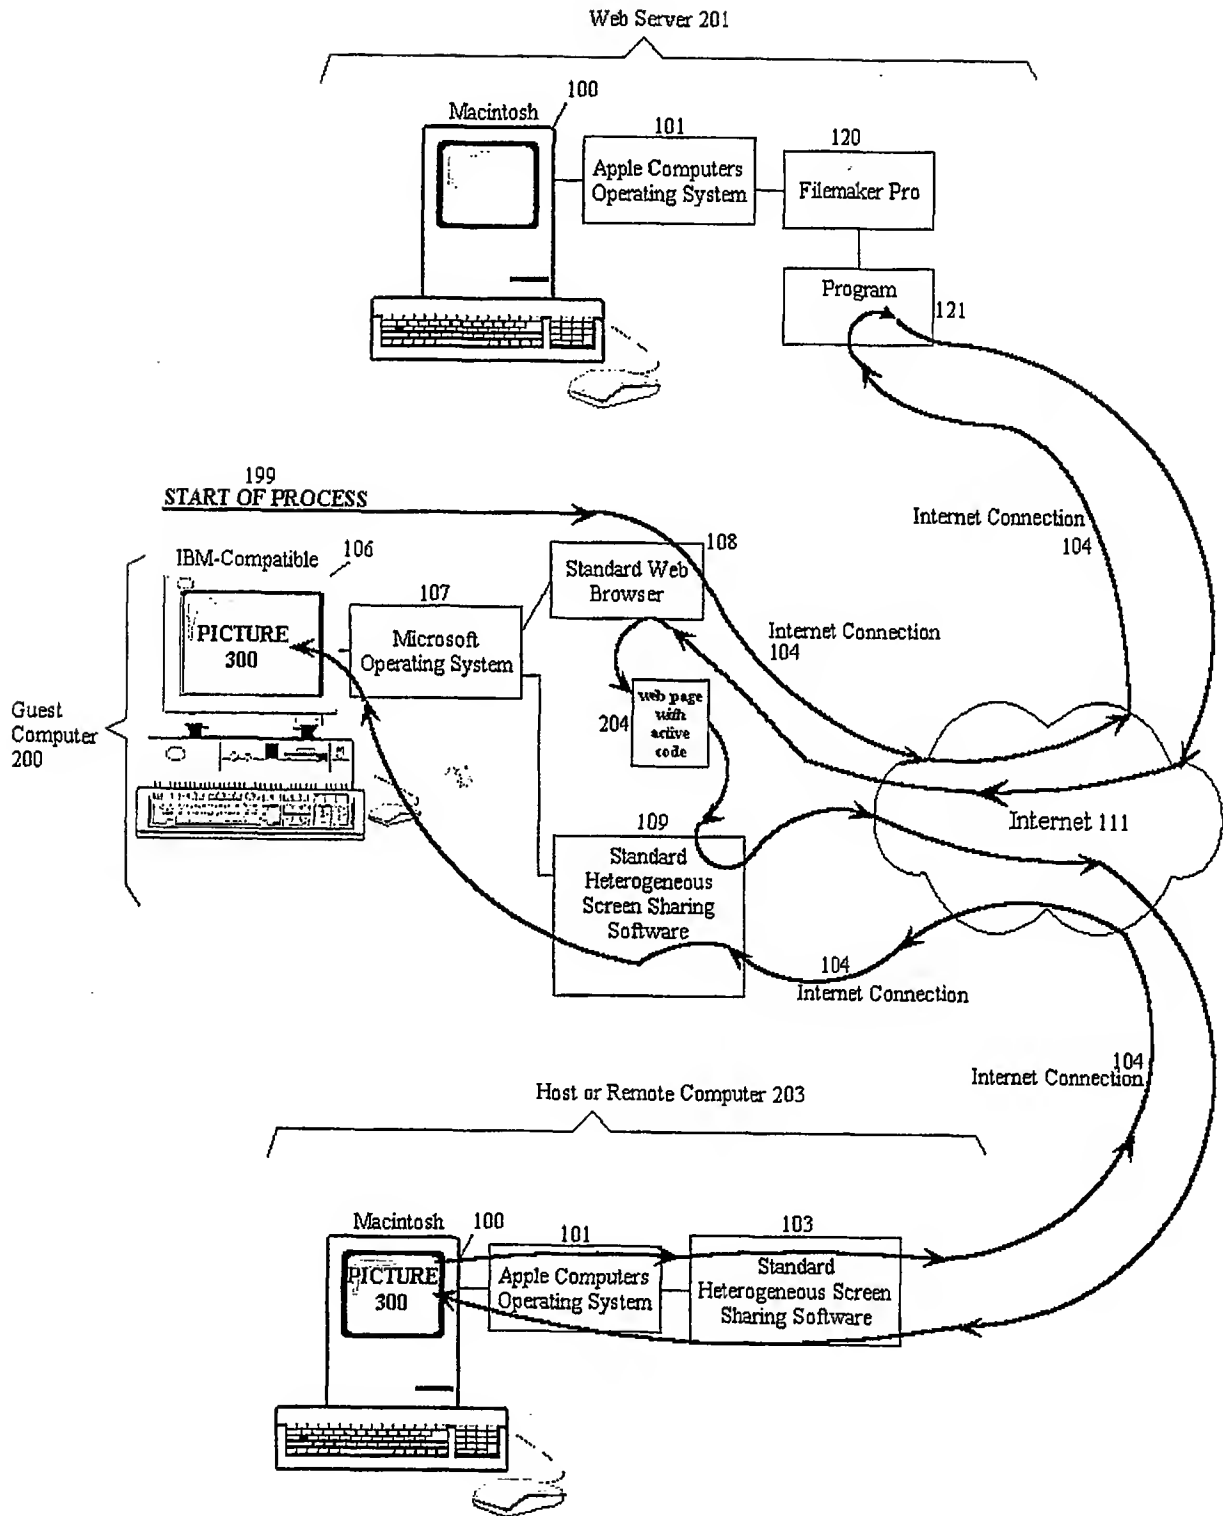 Web Server 201
Macintosh
100
101
Apple Computers
Operating System
120
Filemaker Pro
Program
121
199
START OF PROCESS
Internet Connection
104
IBM-Compatible
106
108
Standard Web
Browser
107
Microsoft
Operating System
PICTURE
300
Internet Connection
104
Guest
Computer
200
204
web page
with
active
code
Internet 111
109
Standard
Heterogeneous
Screen Sharing
Software
104
Internet Connection
104
Internet Connection
Host or Remote Computer 203
Macintosh
100
PICTURE
300
101
Apple Computers
Operating System
103
Standard
Heterogeneous Screen
Sharing Software